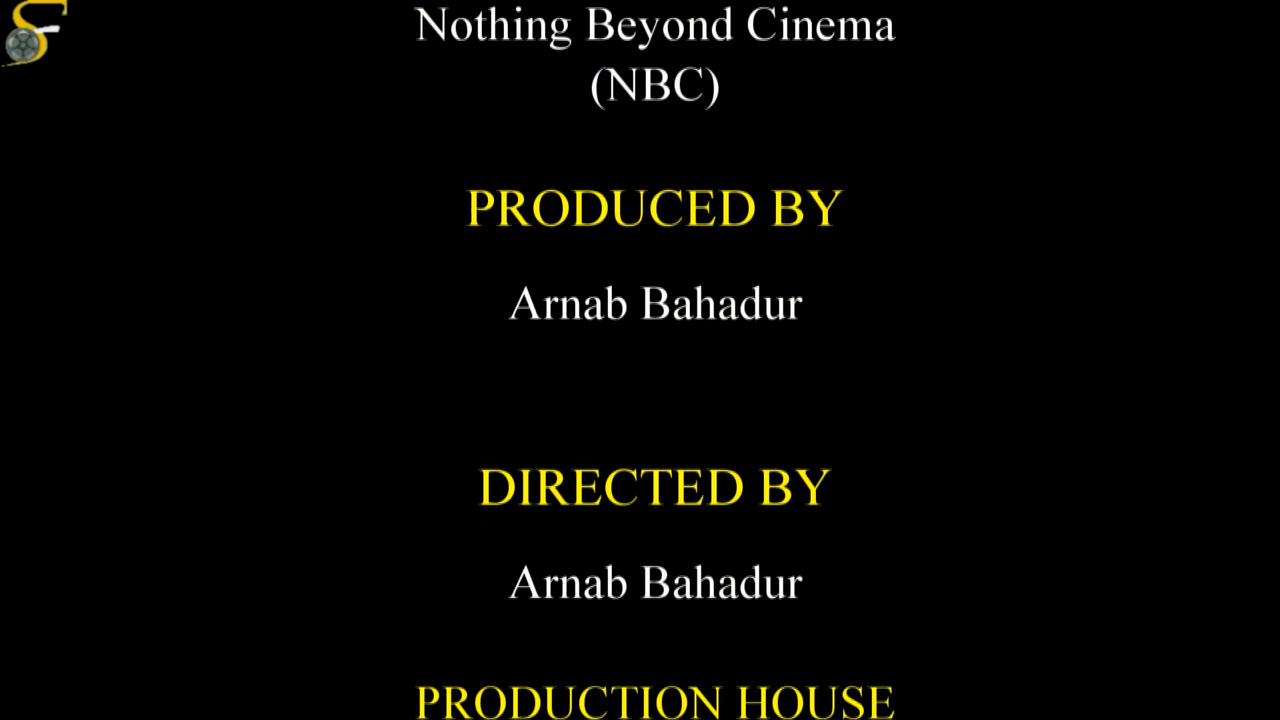 Nothing Beyond Cinema
(NBC)
PRODUCED BY
Arnab Bahadur
DIRECTED BY
Arnab Bahadur
PRODUCTION HOUSE